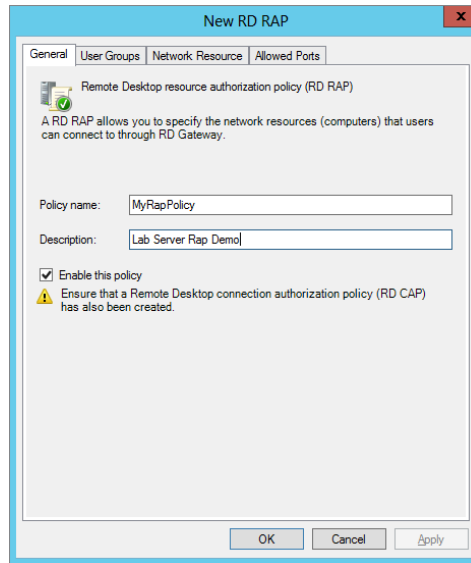 New RD RAP
x
General User Groups Network Resource Allowed Ports
Remote Desktop resource authorization policy (RD RAP)
A RD RAP allows you to specify the network resources (computers) that users
can connect to through RD Gateway.
Policy name: MyRapPolicy
Description: Lab Server Rap Demo
Enable this policy
Ensure that a Remote Desktop connection authorization policy (RD CAP)
has also been created.
OK Cancel Apply